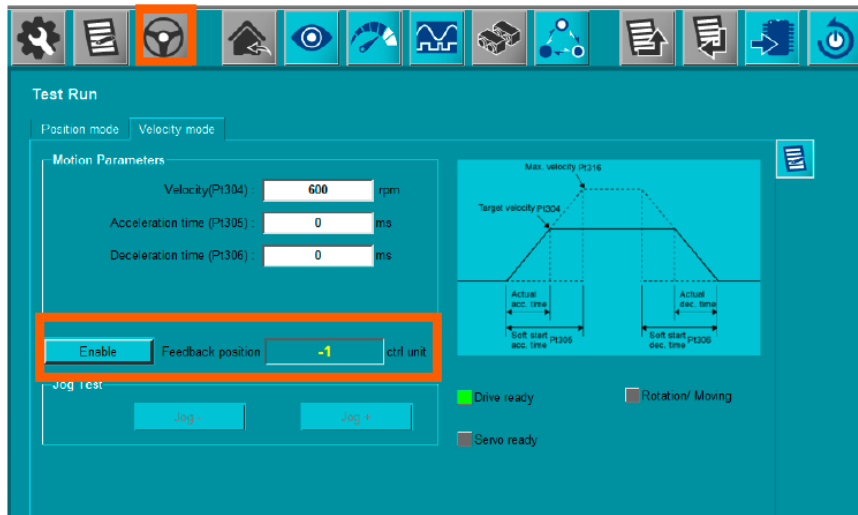 Test Run
Position mode
Velocity mode
Motion Parameters
Velocity(Pt304) : 600 rpm
Acceleration time (Pt305) : 0 ms
Deceleration time (Pt306) : 0 ms
Enable Feedback position -1 ctrl unit
Jog Test
Jog -
Jog +
Max. velocity Pt316
Target velocity Pt304
Actual
acc. time
Actual
dec. time
Soft start
acc. time
Pt305
Soft start
dec. time
Pt306
Drive ready
Rotation/ Moving
Servo ready